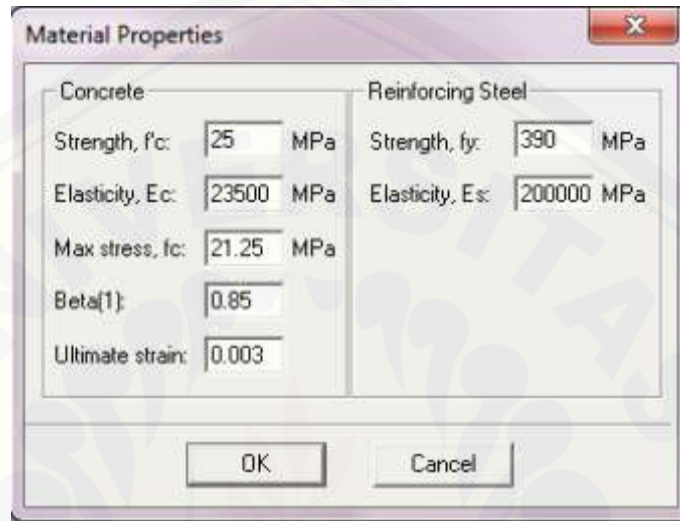 Material Properties
Concrete
Strength, f'c: 25 MPa
Elasticity, Ec: 23500 MPa
Max stress, fc: 21.25 MPa
Beta(1): 0.85
Ultimate strain: 0.003
Reinforcing Steel
Strength, fy: 390 MPa
Elasticity, Es: 200000 MPa
OK
Cancel
UNIVERSITAS